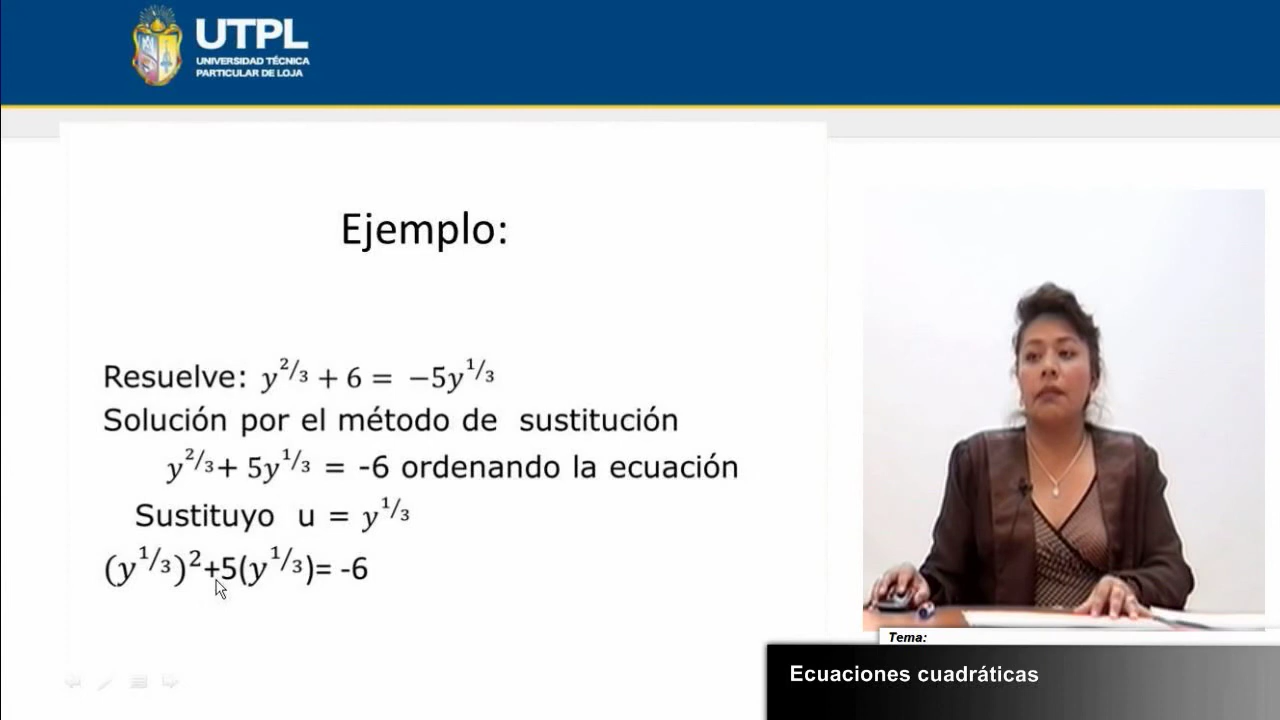 UTPL
UNIVERSIDAD TÉCNICA
PARTICULAR DE LOJA
Ejemplo:
Resuelve: y^{2/3} + 6 = −5y^{1/3}
Solución por el método de sustitución
y^{2/3}+ 5y^{1/3} = -6 ordenando la ecuación
Sustituyo u = y^{1/3}
(y^{1/3})^2+5(y^{1/3})= -6
Tema:
Ecuaciones cuadráticas